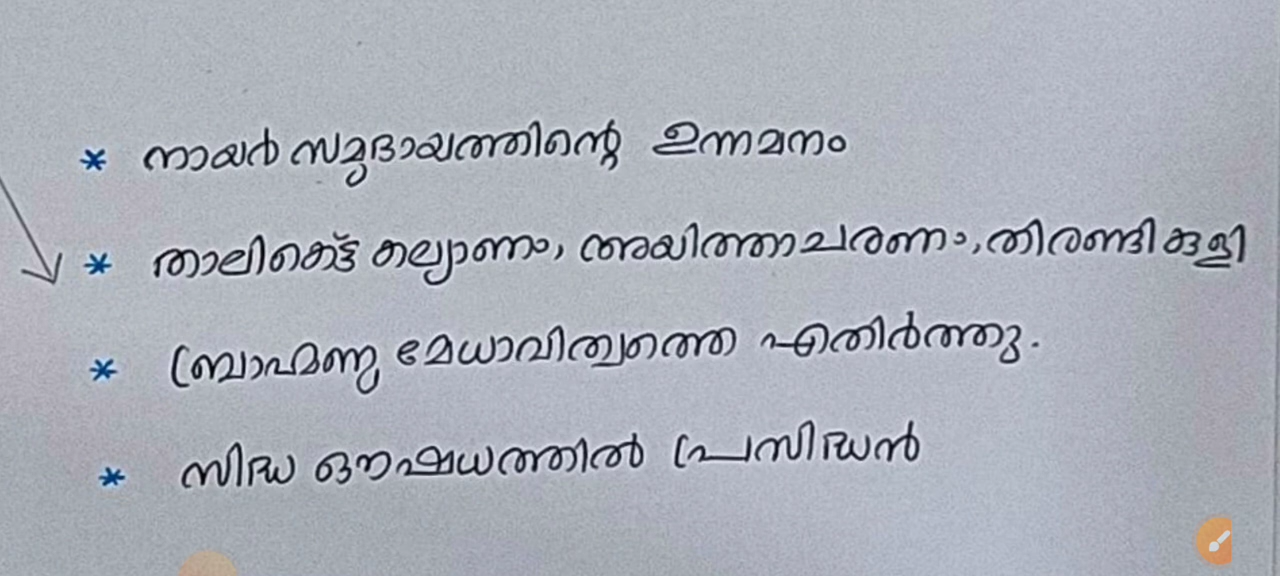 * നായർ സമുദായത്തിന്റെ ഉന്നമനം
* താലികെട്ട് കല്യാണം, അയിത്താചരണം, തിരണ്ടികുളി
* ബ്രാഹ്മണ മേധാവിത്വത്തെ എതിർത്തു.
* സിദ്ധ ഔഷധത്തിൽ പ്രസിദ്ധൻ